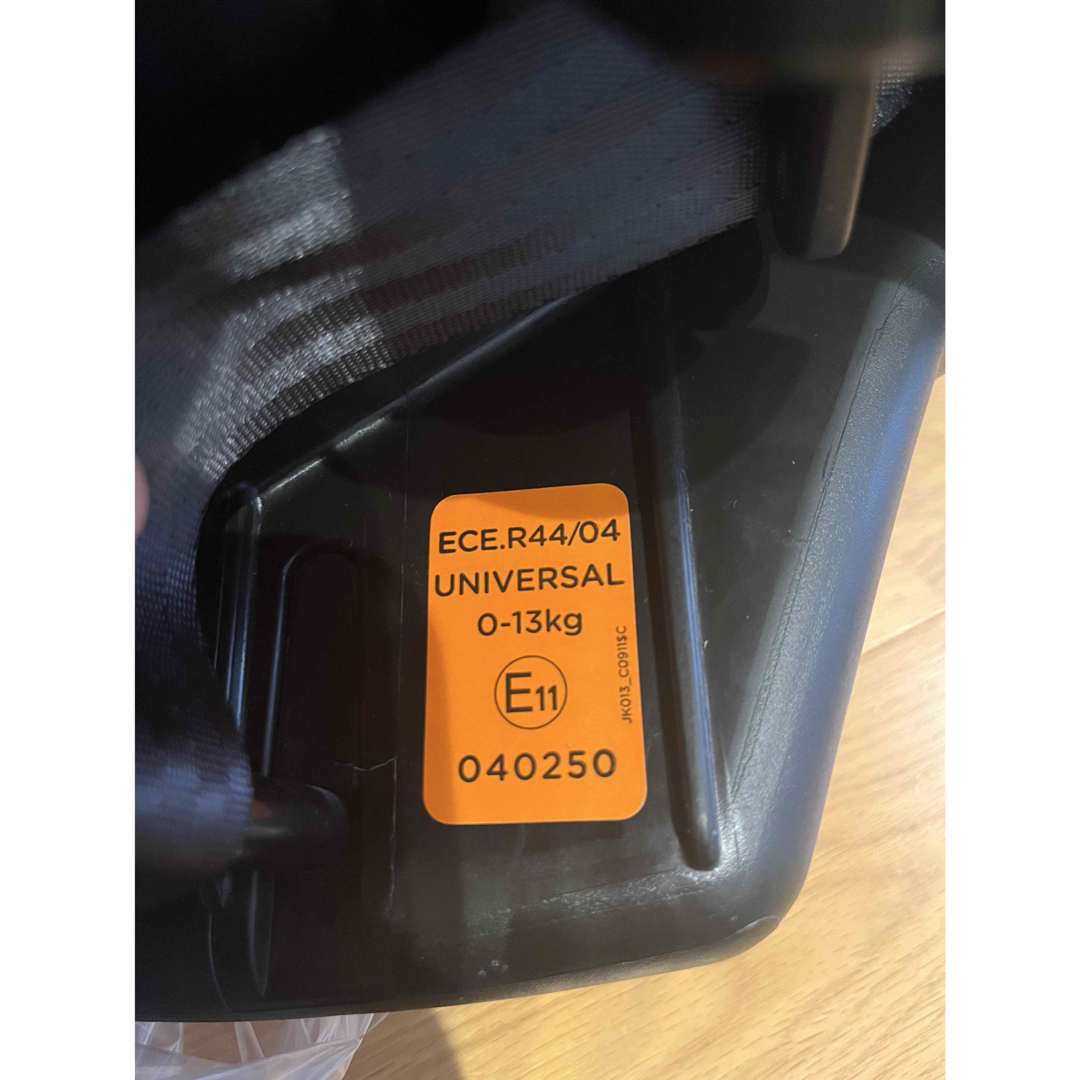 ECE.R44/04
UNIVERSAL
0-13kg
E11
040250
JK013_C0911$C